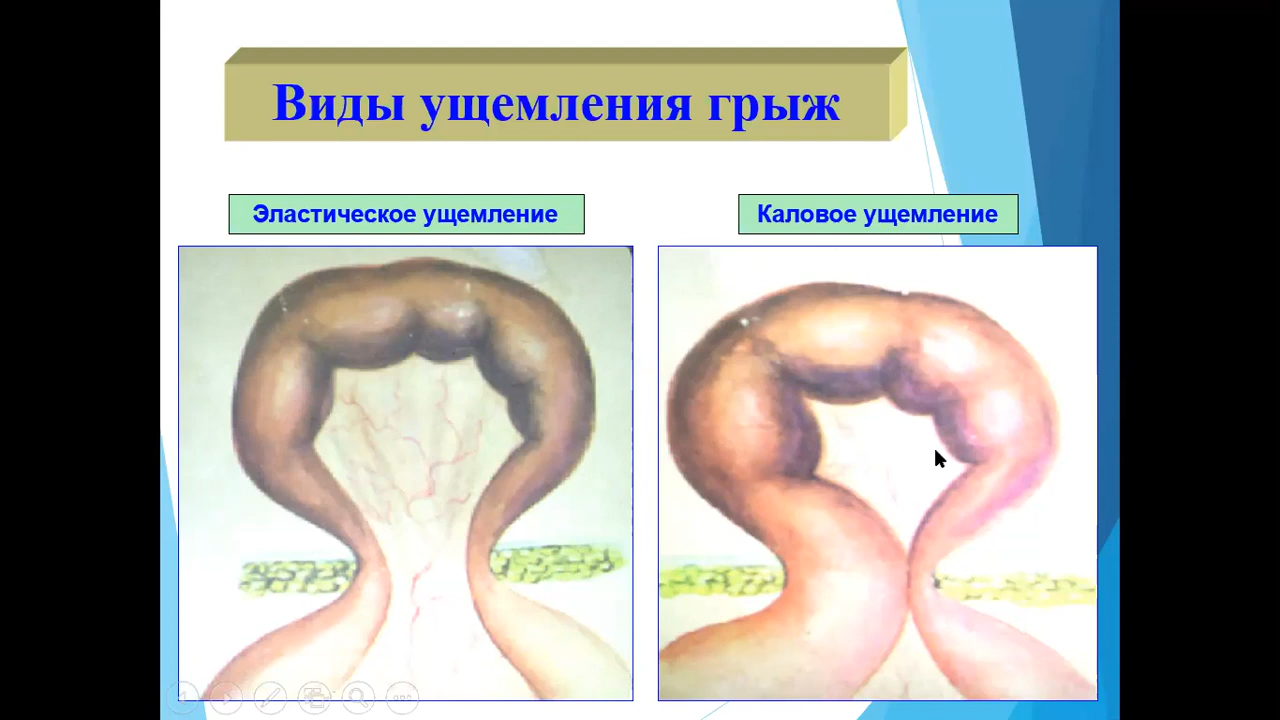 Виды ущемления грыж
Эластическое ущемление
Каловое ущемление